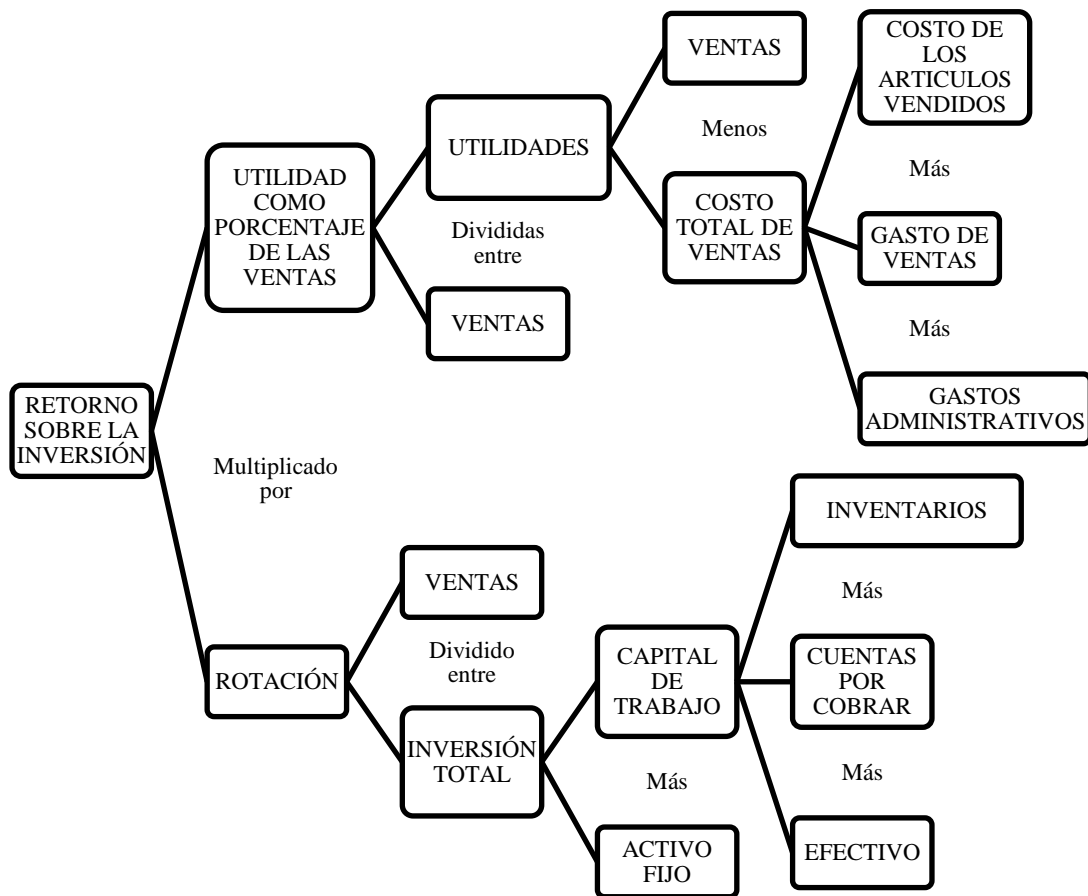 VENTAS
COSTO DE
LOS
ARTICULOS
VENDIDOS
Menos
Más
UTILIDADES
UTILIDAD
COMO
PORCENTAJE
DE LAS
VENTAS
Divididas
entre
COSTO
TOTAL DE
VENTAS
GASTO DE
VENTAS
VENTAS
Más
GASTOS
ADMINISTRATIVOS
RETORNO
SOBRE LA
INVERSIÓN
Multiplicado
por
INVENTARIOS
VENTAS
Más
Dividido
entre
ROTACIÓN
CAPITAL
DE
TRABAJO
CUENTAS
POR
COBRAR
INVERSIÓN
TOTAL
Más
Más
ACTIVO
FIJO
EFECTIVO